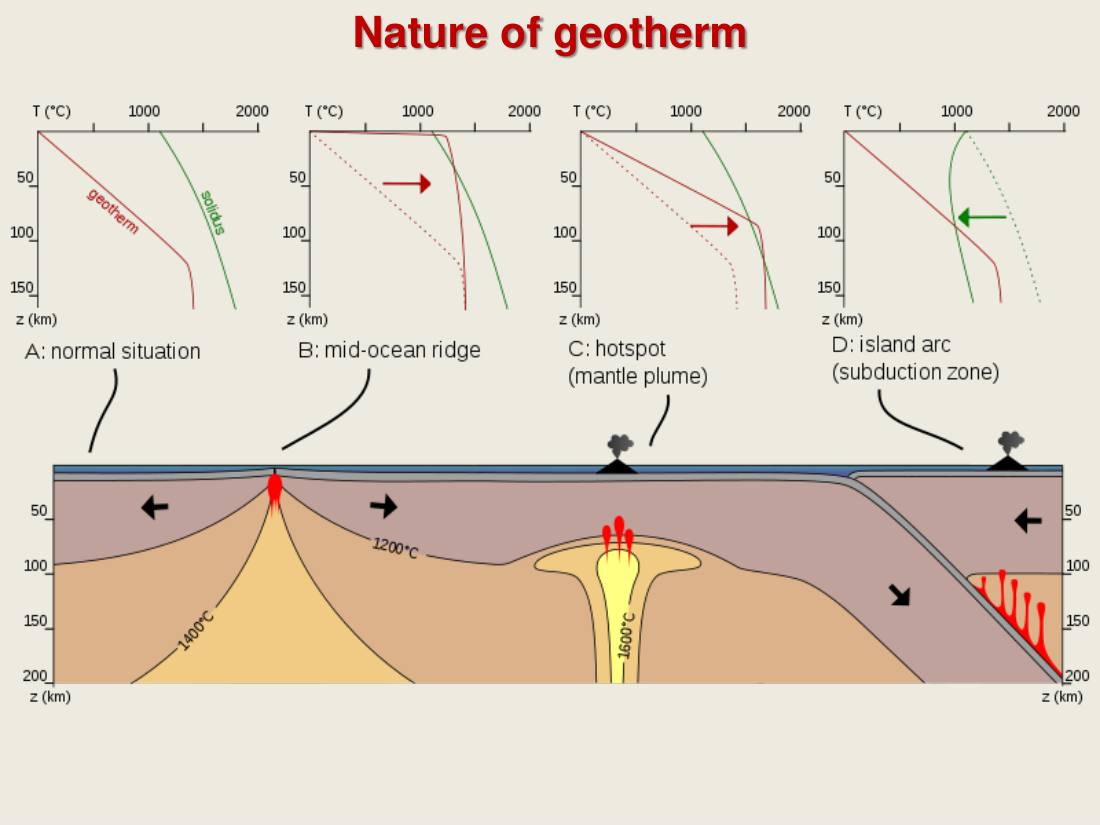 Nature of geotherm
T (°C) 1000 2000
50
100
150
z (km)
geotherm
solidus
T (°C) 1000 2000
50
100
150
z (km)
T (°C) 1000 2000
50
100
150
z (km)
T (°C) 1000 2000
50
100
150
z (km)
A: normal situation
B: mid-ocean ridge
C: hotspot
(mantle plume)
D: island arc
(subduction zone)
50
100
150
200
z (km)
1200°C
1400°C
1600°C
50
100
150
200
z (km)